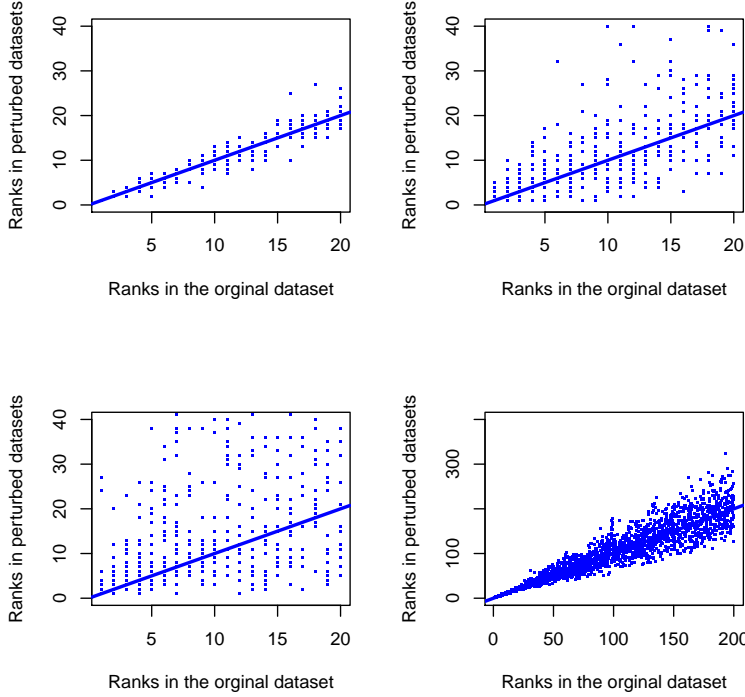 Ranks in perturbed datasets
0 10 20 30 40
5 10 15 20
Ranks in the orginal dataset
Ranks in perturbed datasets
0 10 20 30 40
5 10 15 20
Ranks in the orginal dataset
Ranks in perturbed datasets
0 10 20 30 40
5 10 15 20
Ranks in the orginal dataset
Ranks in perturbed datasets
0 100 300
0 50 100 150 200
Ranks in the orginal dataset